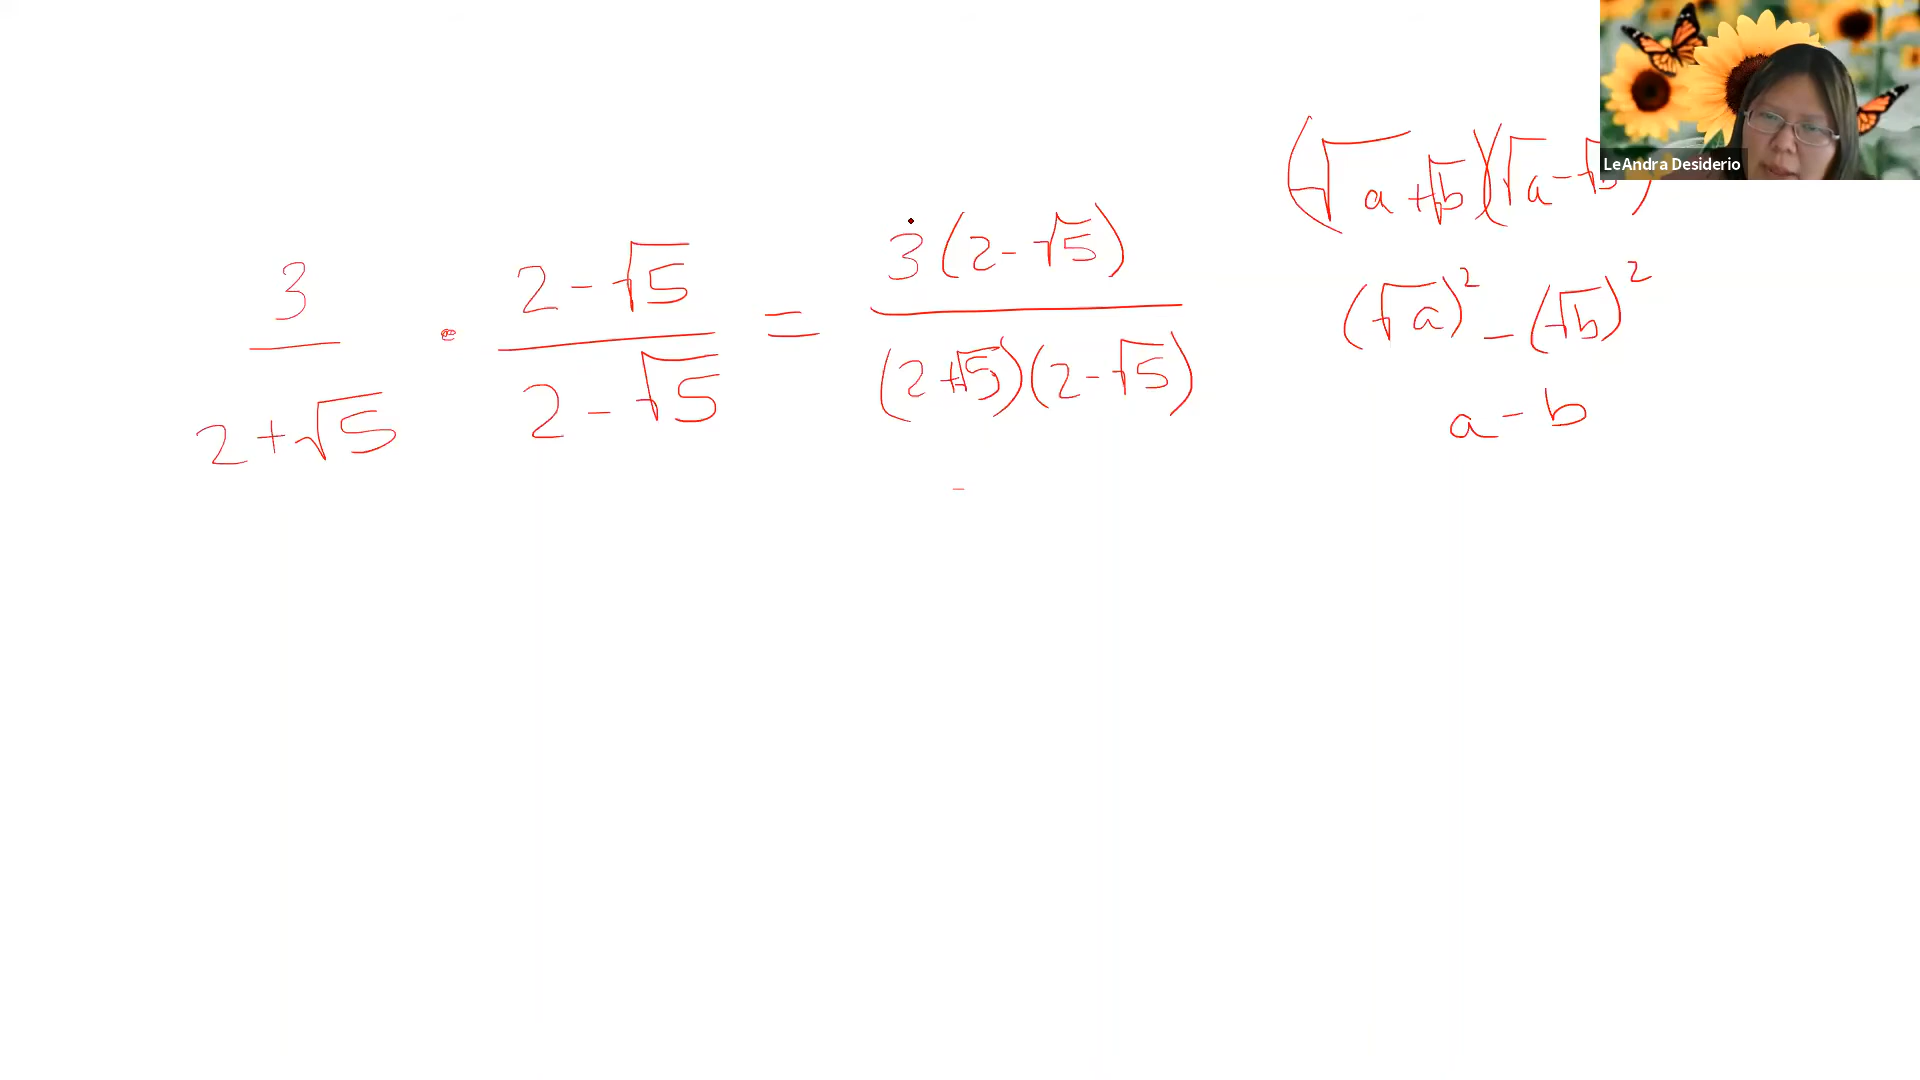 3/(2+√5) · (2-√5)/(2-√5) = 3(2-√5)/((2+√5)(2-√5))
-
(√a+√b)(√a-√b)
(√a)² - (√b)²
a-b
LeAndra Desiderio